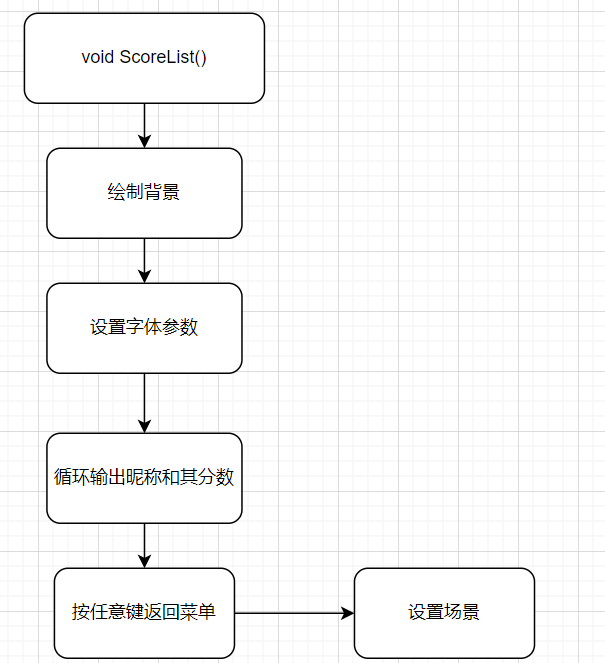 void ScoreList()
绘制背景
设置字体参数
循环输出昵称和其分数
按任意键返回菜单
设置场景